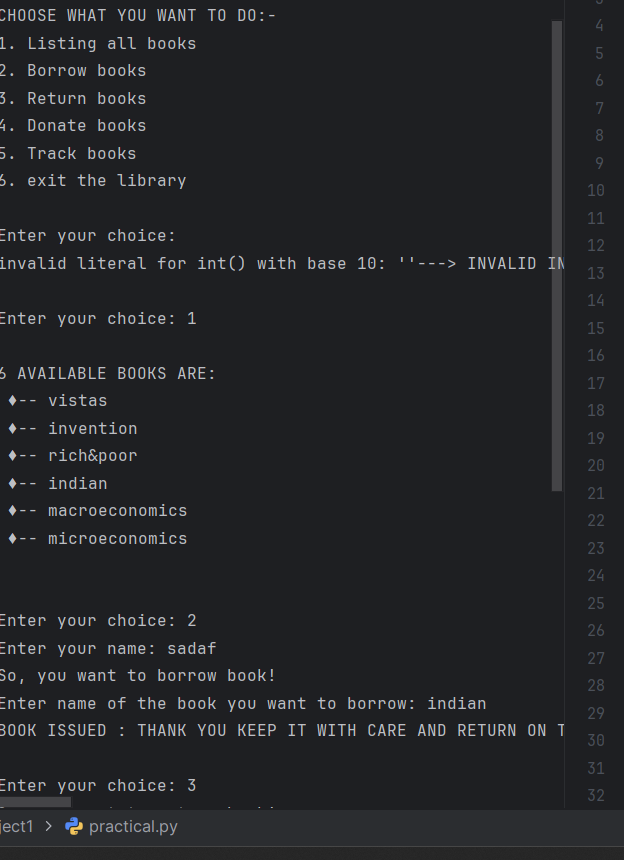 CHOOSE WHAT YOU WANT TO DO:-
1. Listing all books
2. Borrow books
3. Return books
4. Donate books
5. Track books
6. exit the library
Enter your choice:
invalid literal for int() with base 10: ''---> INVALID IN
Enter your choice: 1
6 AVAILABLE BOOKS ARE:
♦-- vistas
♦-- invention
♦-- rich&poor
♦-- indian
♦-- macroeconomics
♦-- microeconomics
Enter your choice: 2
Enter your name: sadaf
So, you want to borrow book!
Enter name of the book you want to borrow: indian
BOOK ISSUED : THANK YOU KEEP IT WITH CARE AND RETURN ON T
Enter your choice: 3
4
5
6
7
8
9
10
11
12
13
14
15
16
17
18
19
20
21
22
23
24
25
26
27
28
29
30
31
32
ject1 > practical.py